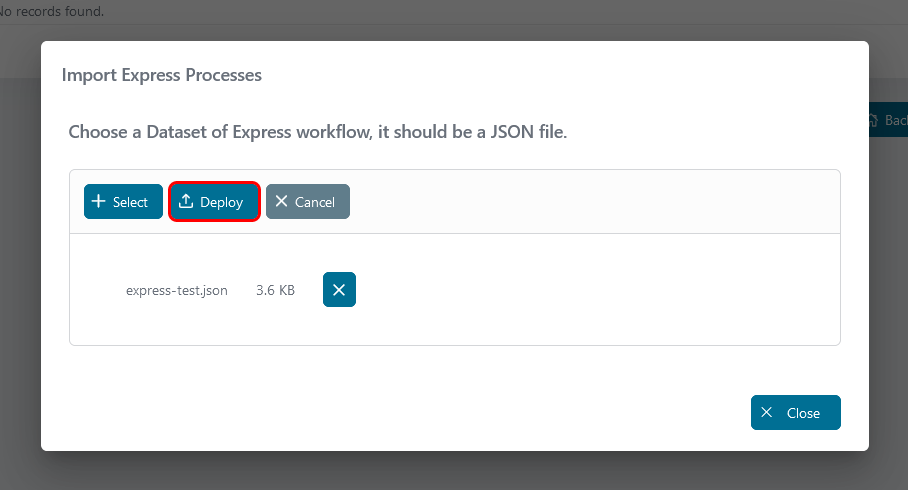 No records found.
Import Express Processes
Choose a Dataset of Express workflow, it should be a JSON file.
Back
Select Deploy Cancel
express-test.json 3.6 KB
Close